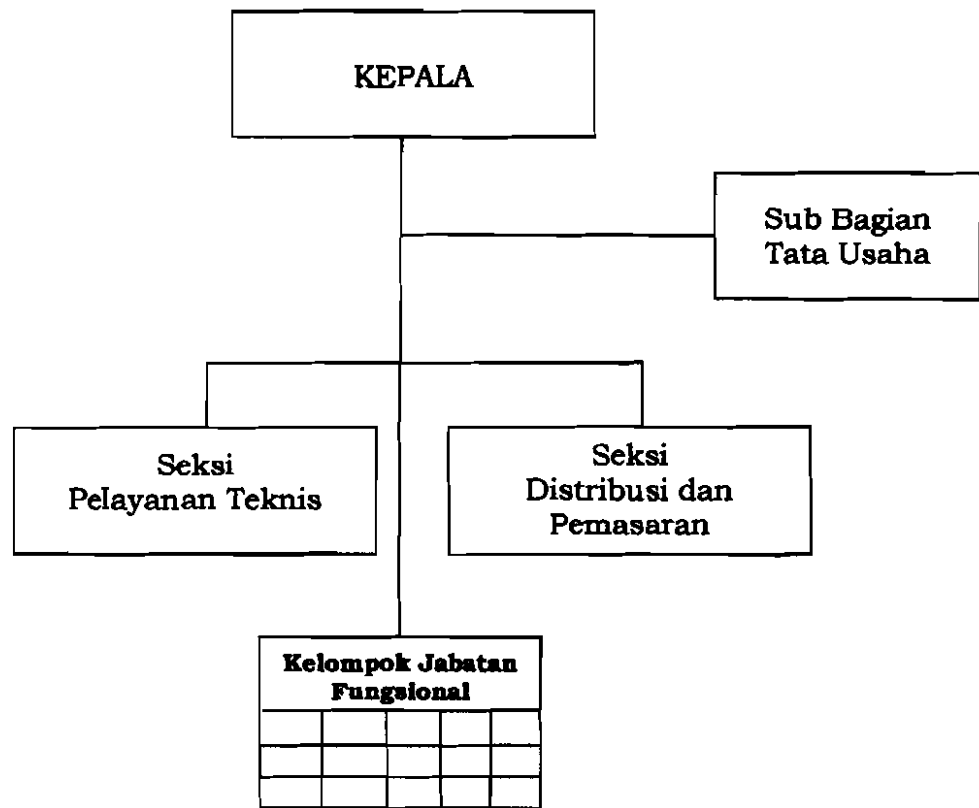 KEPALA
Sub Bagian
Tata Usaha
Seksi
Pelayanan Teknis
Seksi
Distribusi dan
Pemasaran
Kelompok Jabatan
Fungsional